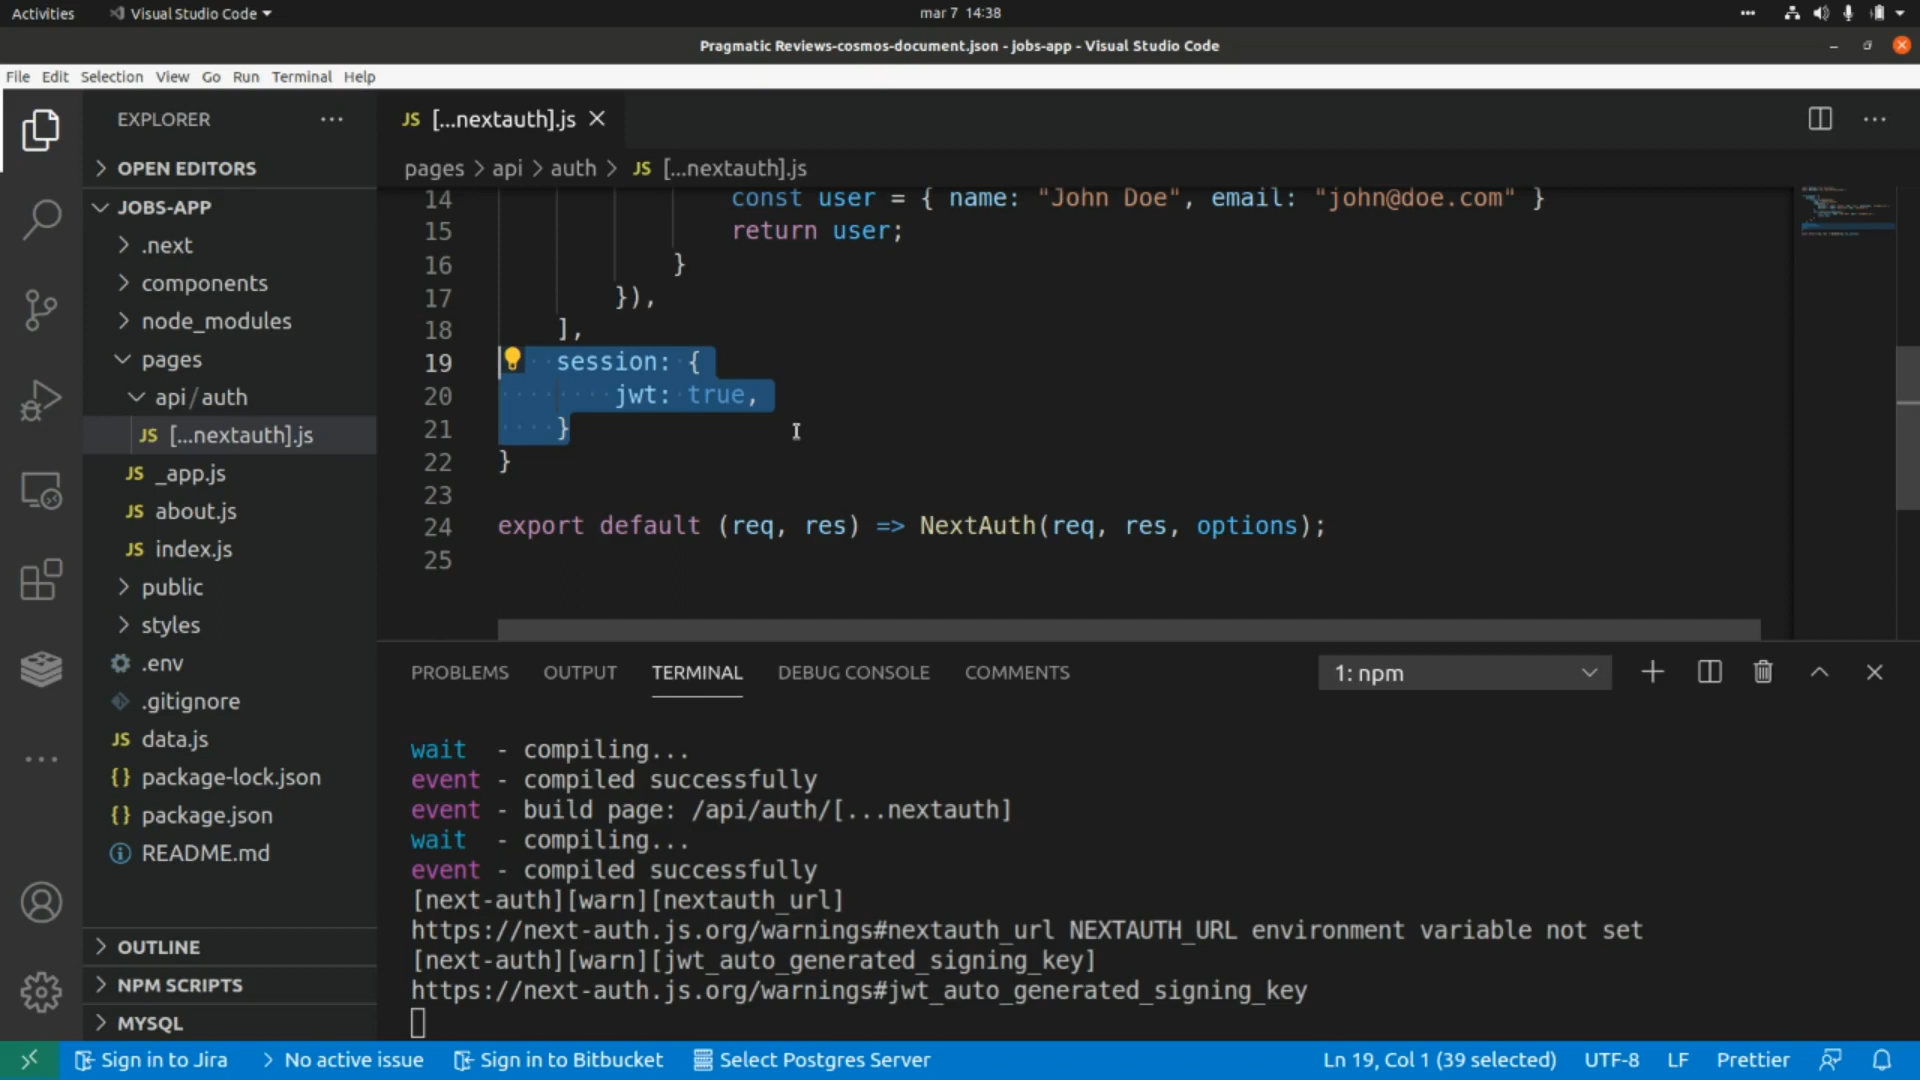 Activities
Visual Studio Code
mar 7 14:38
Pragmatic Reviews-cosmos-document.json - jobs-app - Visual Studio Code
File Edit Selection View Go Run Terminal Help
EXPLORER
OPEN EDITORS
JOBS-APP
.next
components
node_modules
pages
api/auth
JS [...nextauth].js
JS _app.js
JS about.js
JS index.js
public
styles
.env
.gitignore
JS data.js
{} package-lock.json
{} package.json
README.md
OUTLINE
NPM SCRIPTS
MYSQL
JS [...nextauth].js
pages > api > auth > JS [...nextauth].js
14 const user = { name: "John Doe", email: "john@doe.com" }
15 return user;
16 }
17 }),
18 ],
19 session: {
20 jwt: true,
21 }
22 }
23
24 export default (req, res) => NextAuth(req, res, options);
25
PROBLEMS OUTPUT TERMINAL DEBUG CONSOLE COMMENTS
1: npm
wait - compiling...
event - compiled successfully
event - build page: /api/auth/[...nextauth]
wait - compiling...
event - compiled successfully
[next-auth][warn][nextauth_url]
https://next-auth.js.org/warnings#nextauth_url NEXTAUTH_URL environment variable not set
[next-auth][warn][jwt_auto_generated_signing_key]
https://next-auth.js.org/warnings#jwt_auto_generated_signing_key
Sign in to Jira
No active issue
Sign in to Bitbucket
Select Postgres Server
Ln 19, Col 1 (39 selected)
UTF-8
LF
Prettier